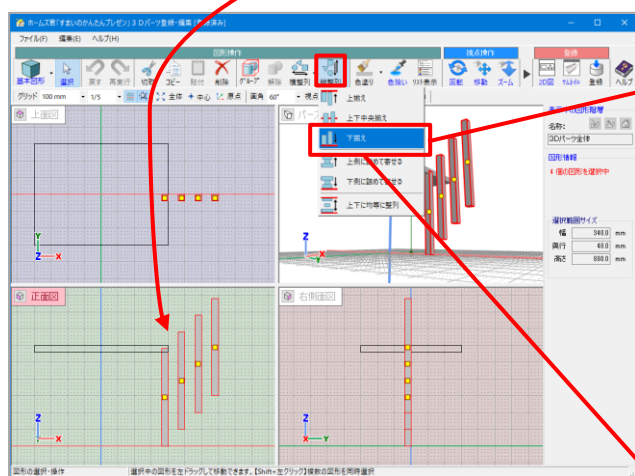 ホームズ君「すまいのかんたんプレゼン」3Dパーツ登録・編集
ファイル(F) 編集(E) ヘルプ(H)
図形操作 視点操作 登録
基本図形 選択 戻す 再実行 切取 コピー 貼付 削除 グループ 解除 横整列 縦整列 色塗り 色拾い リスト表示 回転 移動 ズーム 2D図 サムネイル 登録 ヘルプ
グリッド 100 mm 1/5 全体 中心 原点 画角 60° 視点
上面図
上揃え
上下中央揃え
下揃え
上側に詰めて寄せる
下側に詰めて寄せる
上下に均等に整列
Y
Z X
Z
Y X
名称:
3Dパーツ全体
図形情報
4 個の図形を選択中
選択範囲サイズ
幅 340.0 mm
奥行 40.0 mm
高さ 880.0 mm
正面図
右側面図
Z
X
Z
X Y
図形の選択・操作 選択中の図形を左ドラッグして移動できます。【Shift+左クリック】複数の図形を同時選択